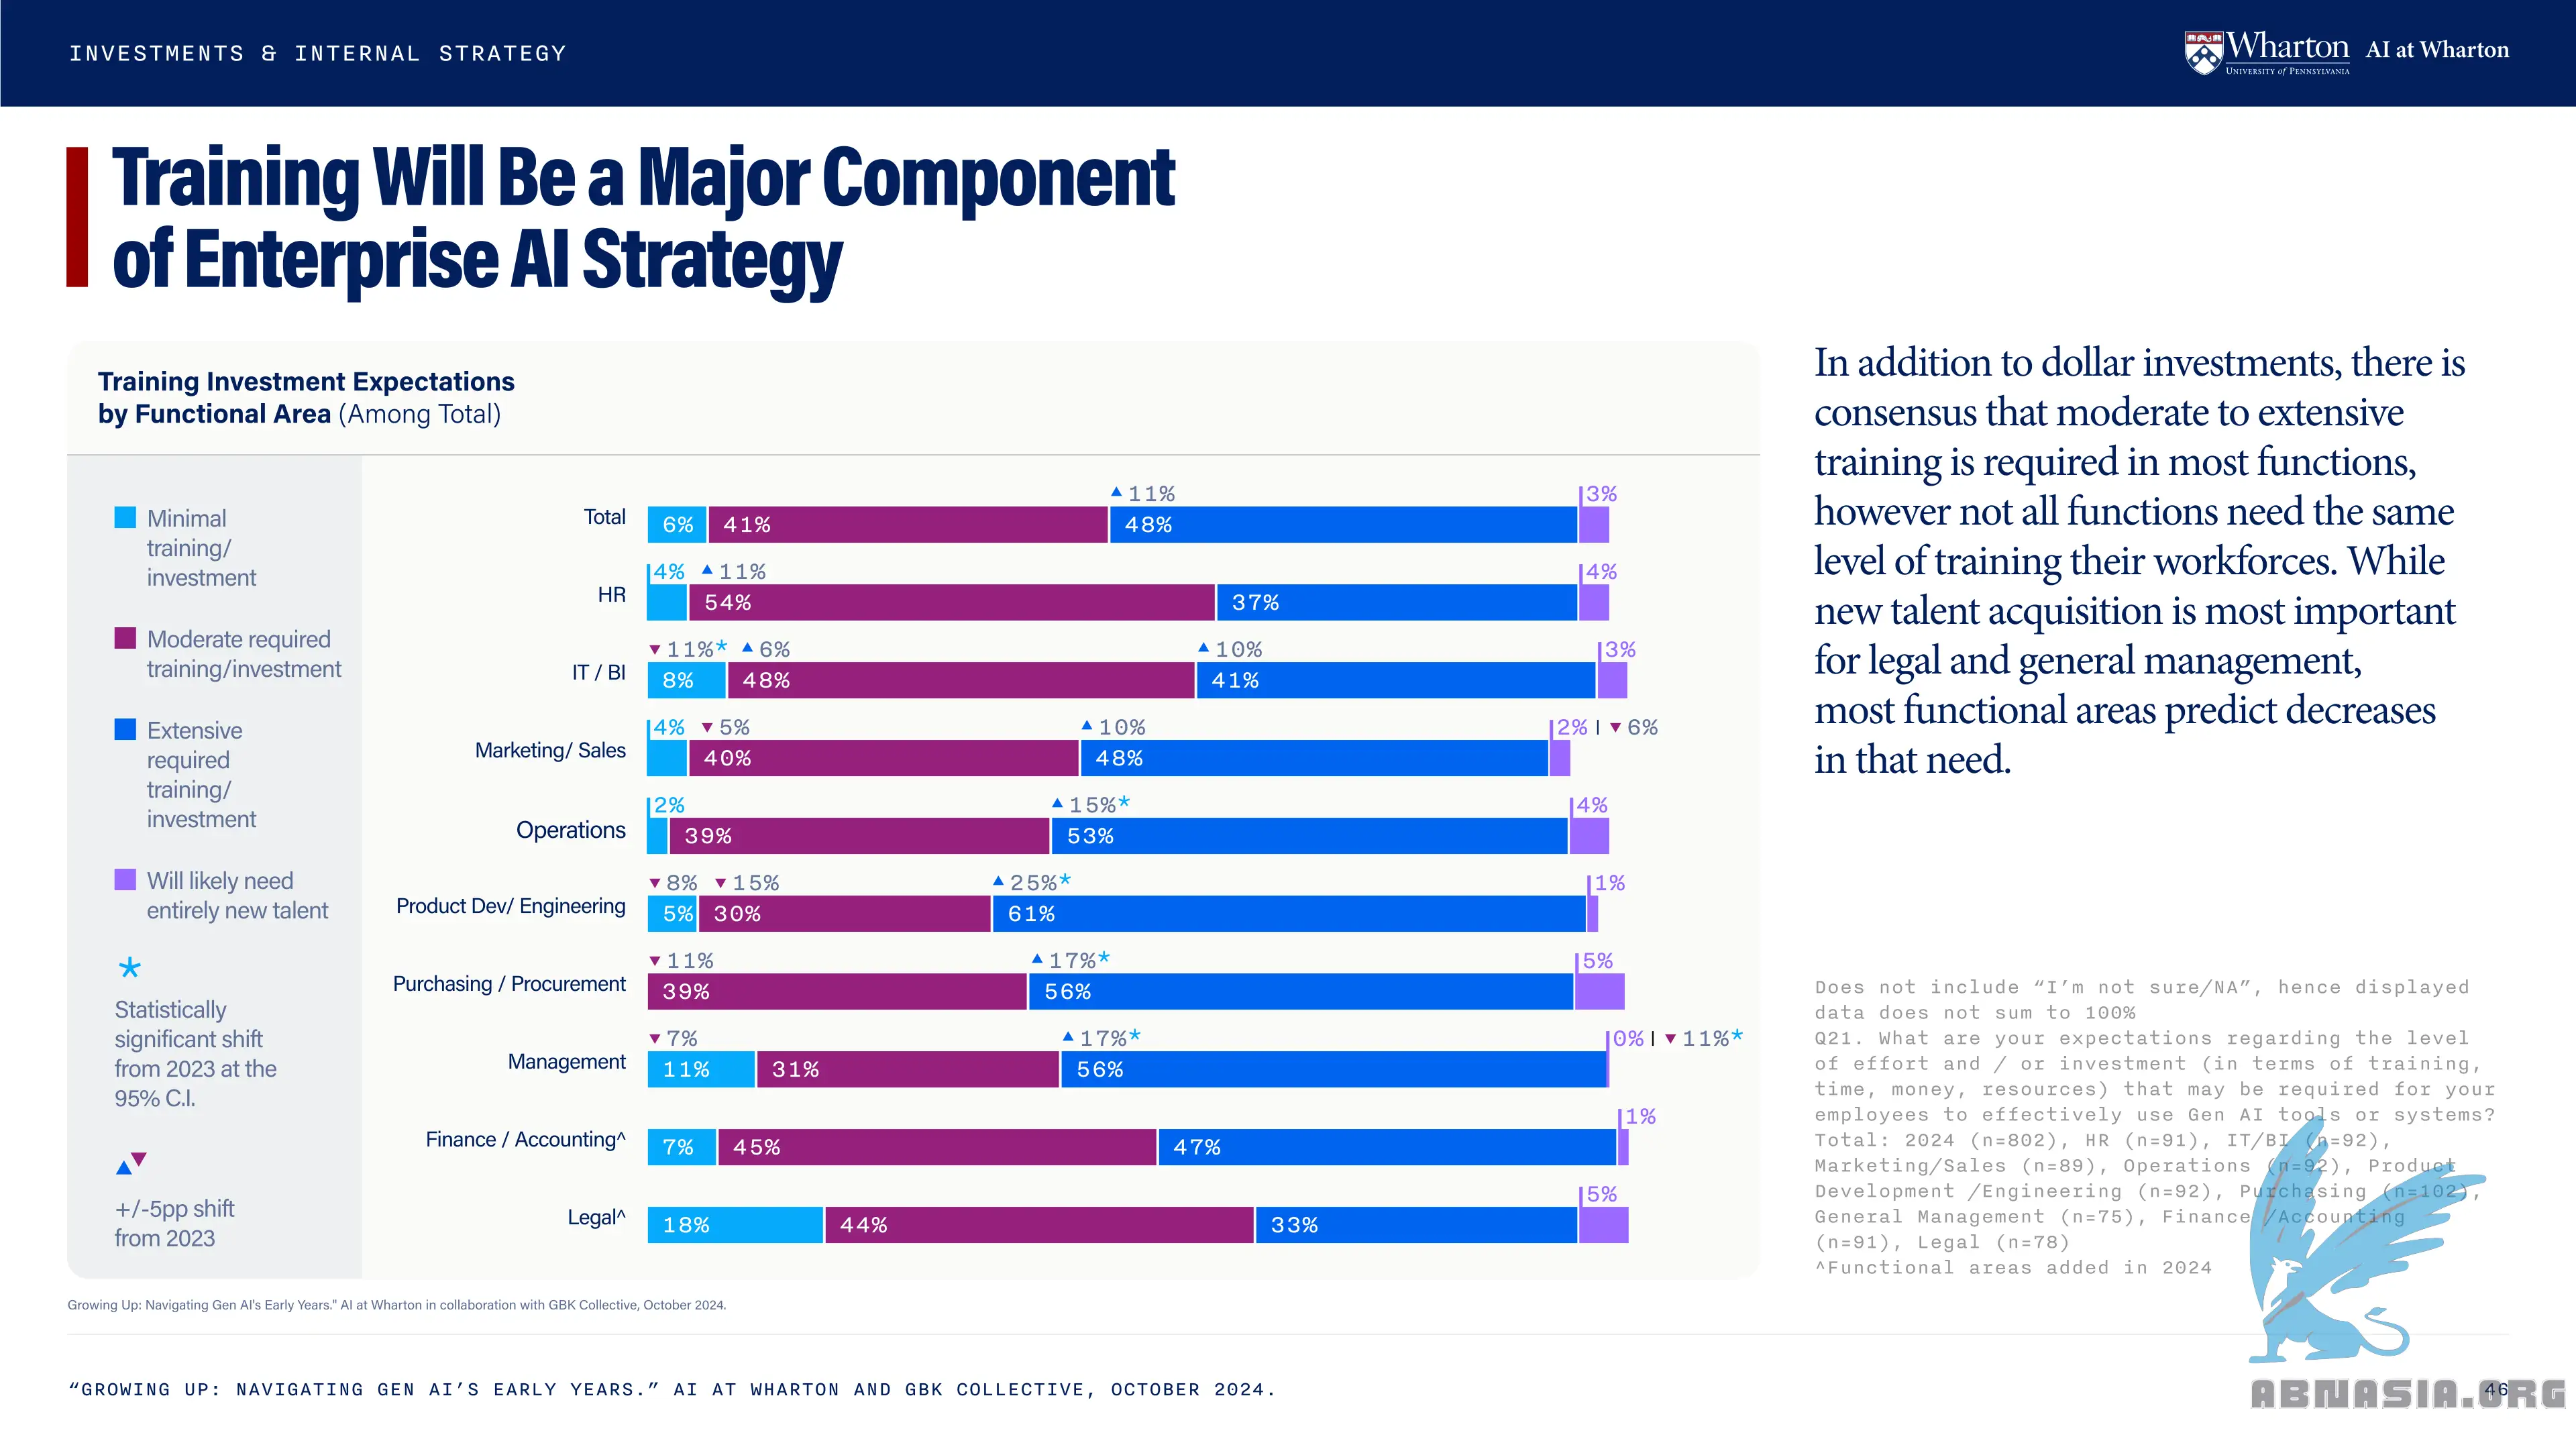 INVESTMENTS & INTERNAL STRATEGY
Wharton
UNIVERSITY of PENNSYLVANIA
AI at Wharton
Training Will Be a Major Component
of Enterprise AI Strategy
Training Investment Expectations
by Functional Area (Among Total)
Minimal
training/
investment
Moderate required
training/investment
Extensive
required
training/
investment
Will likely need
entirely new talent
*
Statistically
significant shift
from 2023 at the
95% C.I.
▲▼
+/-5pp shift
from 2023
▲ 11% 3%
Total 6% 41% 48%
4% ▲ 11% 4%
HR 54% 37%
▼ 11%* ▲ 6% ▲ 10% 3%
IT / BI 8% 48% 41%
4% ▼ 5% ▲ 10% 2% | ▼ 6%
Marketing/ Sales 40% 48%
2% ▲ 15%* 4%
Operations 39% 53%
▼ 8% ▼ 15% ▲ 25%* 1%
Product Dev/ Engineering 5% 30% 61%
▼ 11% ▲ 17%* 5%
Purchasing / Procurement 39% 56%
▼ 7% ▲ 17%* 0% | ▼ 11%*
Management 11% 31% 56%
1%
Finance / Accounting^ 7% 45% 47%
5%
Legal^ 18% 44% 33%
In addition to dollar investments, there is
consensus that moderate to extensive
training is required in most functions,
however not all functions need the same
level of training their workforces. While
new talent acquisition is most important
for legal and general management,
most functional areas predict decreases
in that need.
Does not include “I’m not sure/NA”, hence displayed
data does not sum to 100%
Q21. What are your expectations regarding the level
of effort and / or investment (in terms of training,
time, money, resources) that may be required for your
employees to effectively use Gen AI tools or systems?
Total: 2024 (n=802), HR (n=91), IT/BI (n=92),
Marketing/Sales (n=89), Operations (n=92), Product
Development /Engineering (n=92), Purchasing (n=102),
General Management (n=75), Finance /Accounting
(n=91), Legal (n=78)
^Functional areas added in 2024
Growing Up: Navigating Gen AI's Early Years." AI at Wharton in collaboration with GBK Collective, October 2024.
“GROWING UP: NAVIGATING GEN AI’S EARLY YEARS.” AI AT WHARTON AND GBK COLLECTIVE, OCTOBER 2024.
46
ABNASIA.ORG